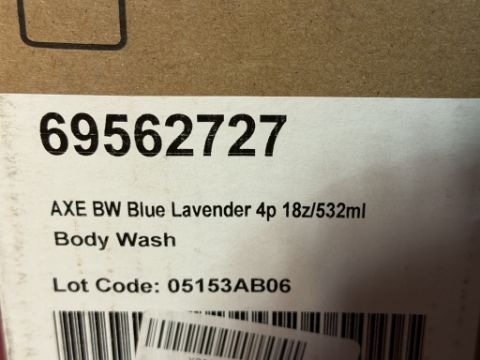 69562727
AXE BW Blue Lavender 4p 18z/532ml
Body Wash
Lot Code: 05153AB06